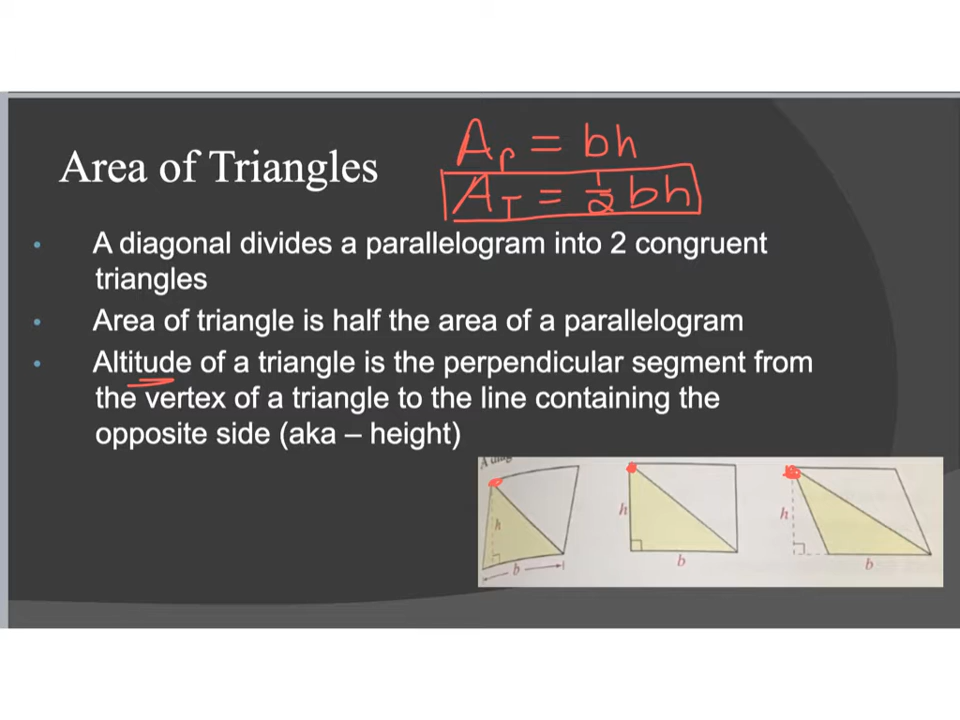 Area of Triangles
A_P = bh
A_T = 1/2 bh
• A diagonal divides a parallelogram into 2 congruent
triangles
• Area of triangle is half the area of a parallelogram
• Altitude of a triangle is the perpendicular segment from
the vertex of a triangle to the line containing the
opposite side (aka – height)
h
b
h
b
h
b